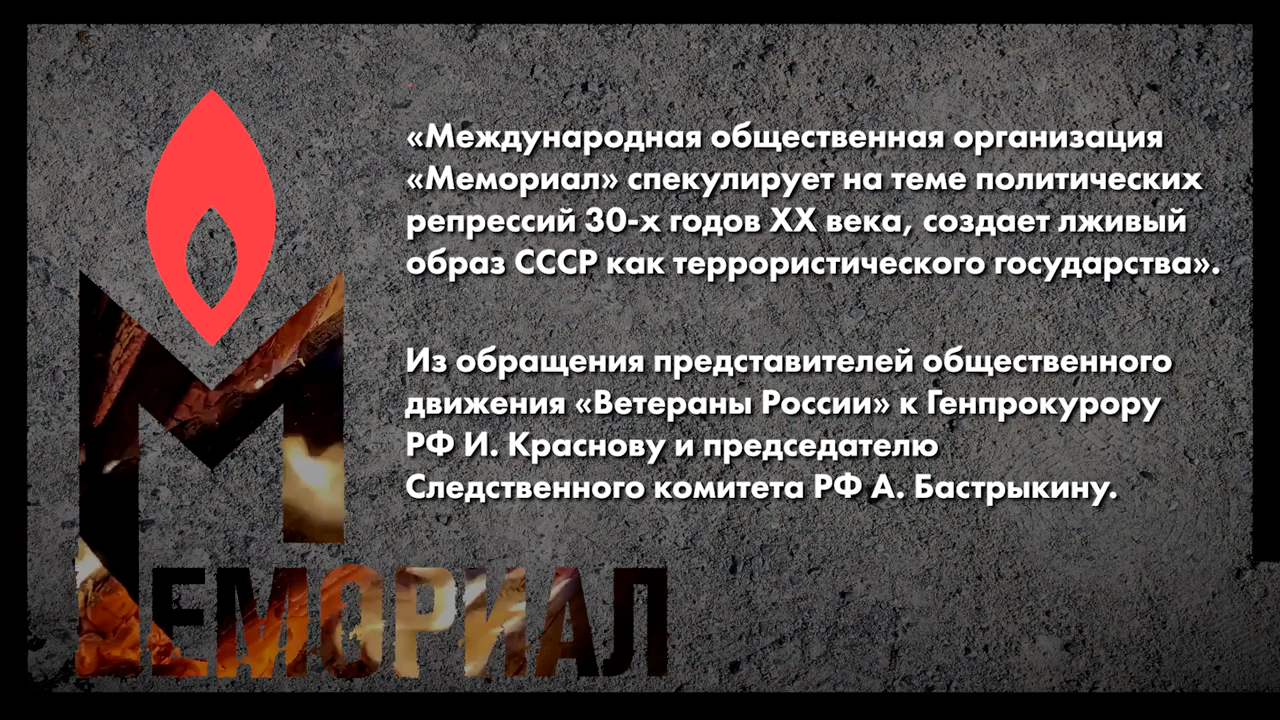 «Международная общественная организация
«Мемориал» спекулирует на теме политических
репрессий 30-х годов XX века, создает лживый
образ СССР как террористического государства».
Из обращения представителей общественного
движения «Ветераны России» к Генпрокурору
РФ И. Краснову и председателю
Следственного комитета РФ А. Бастрыкину.
МЕМОРИАЛ